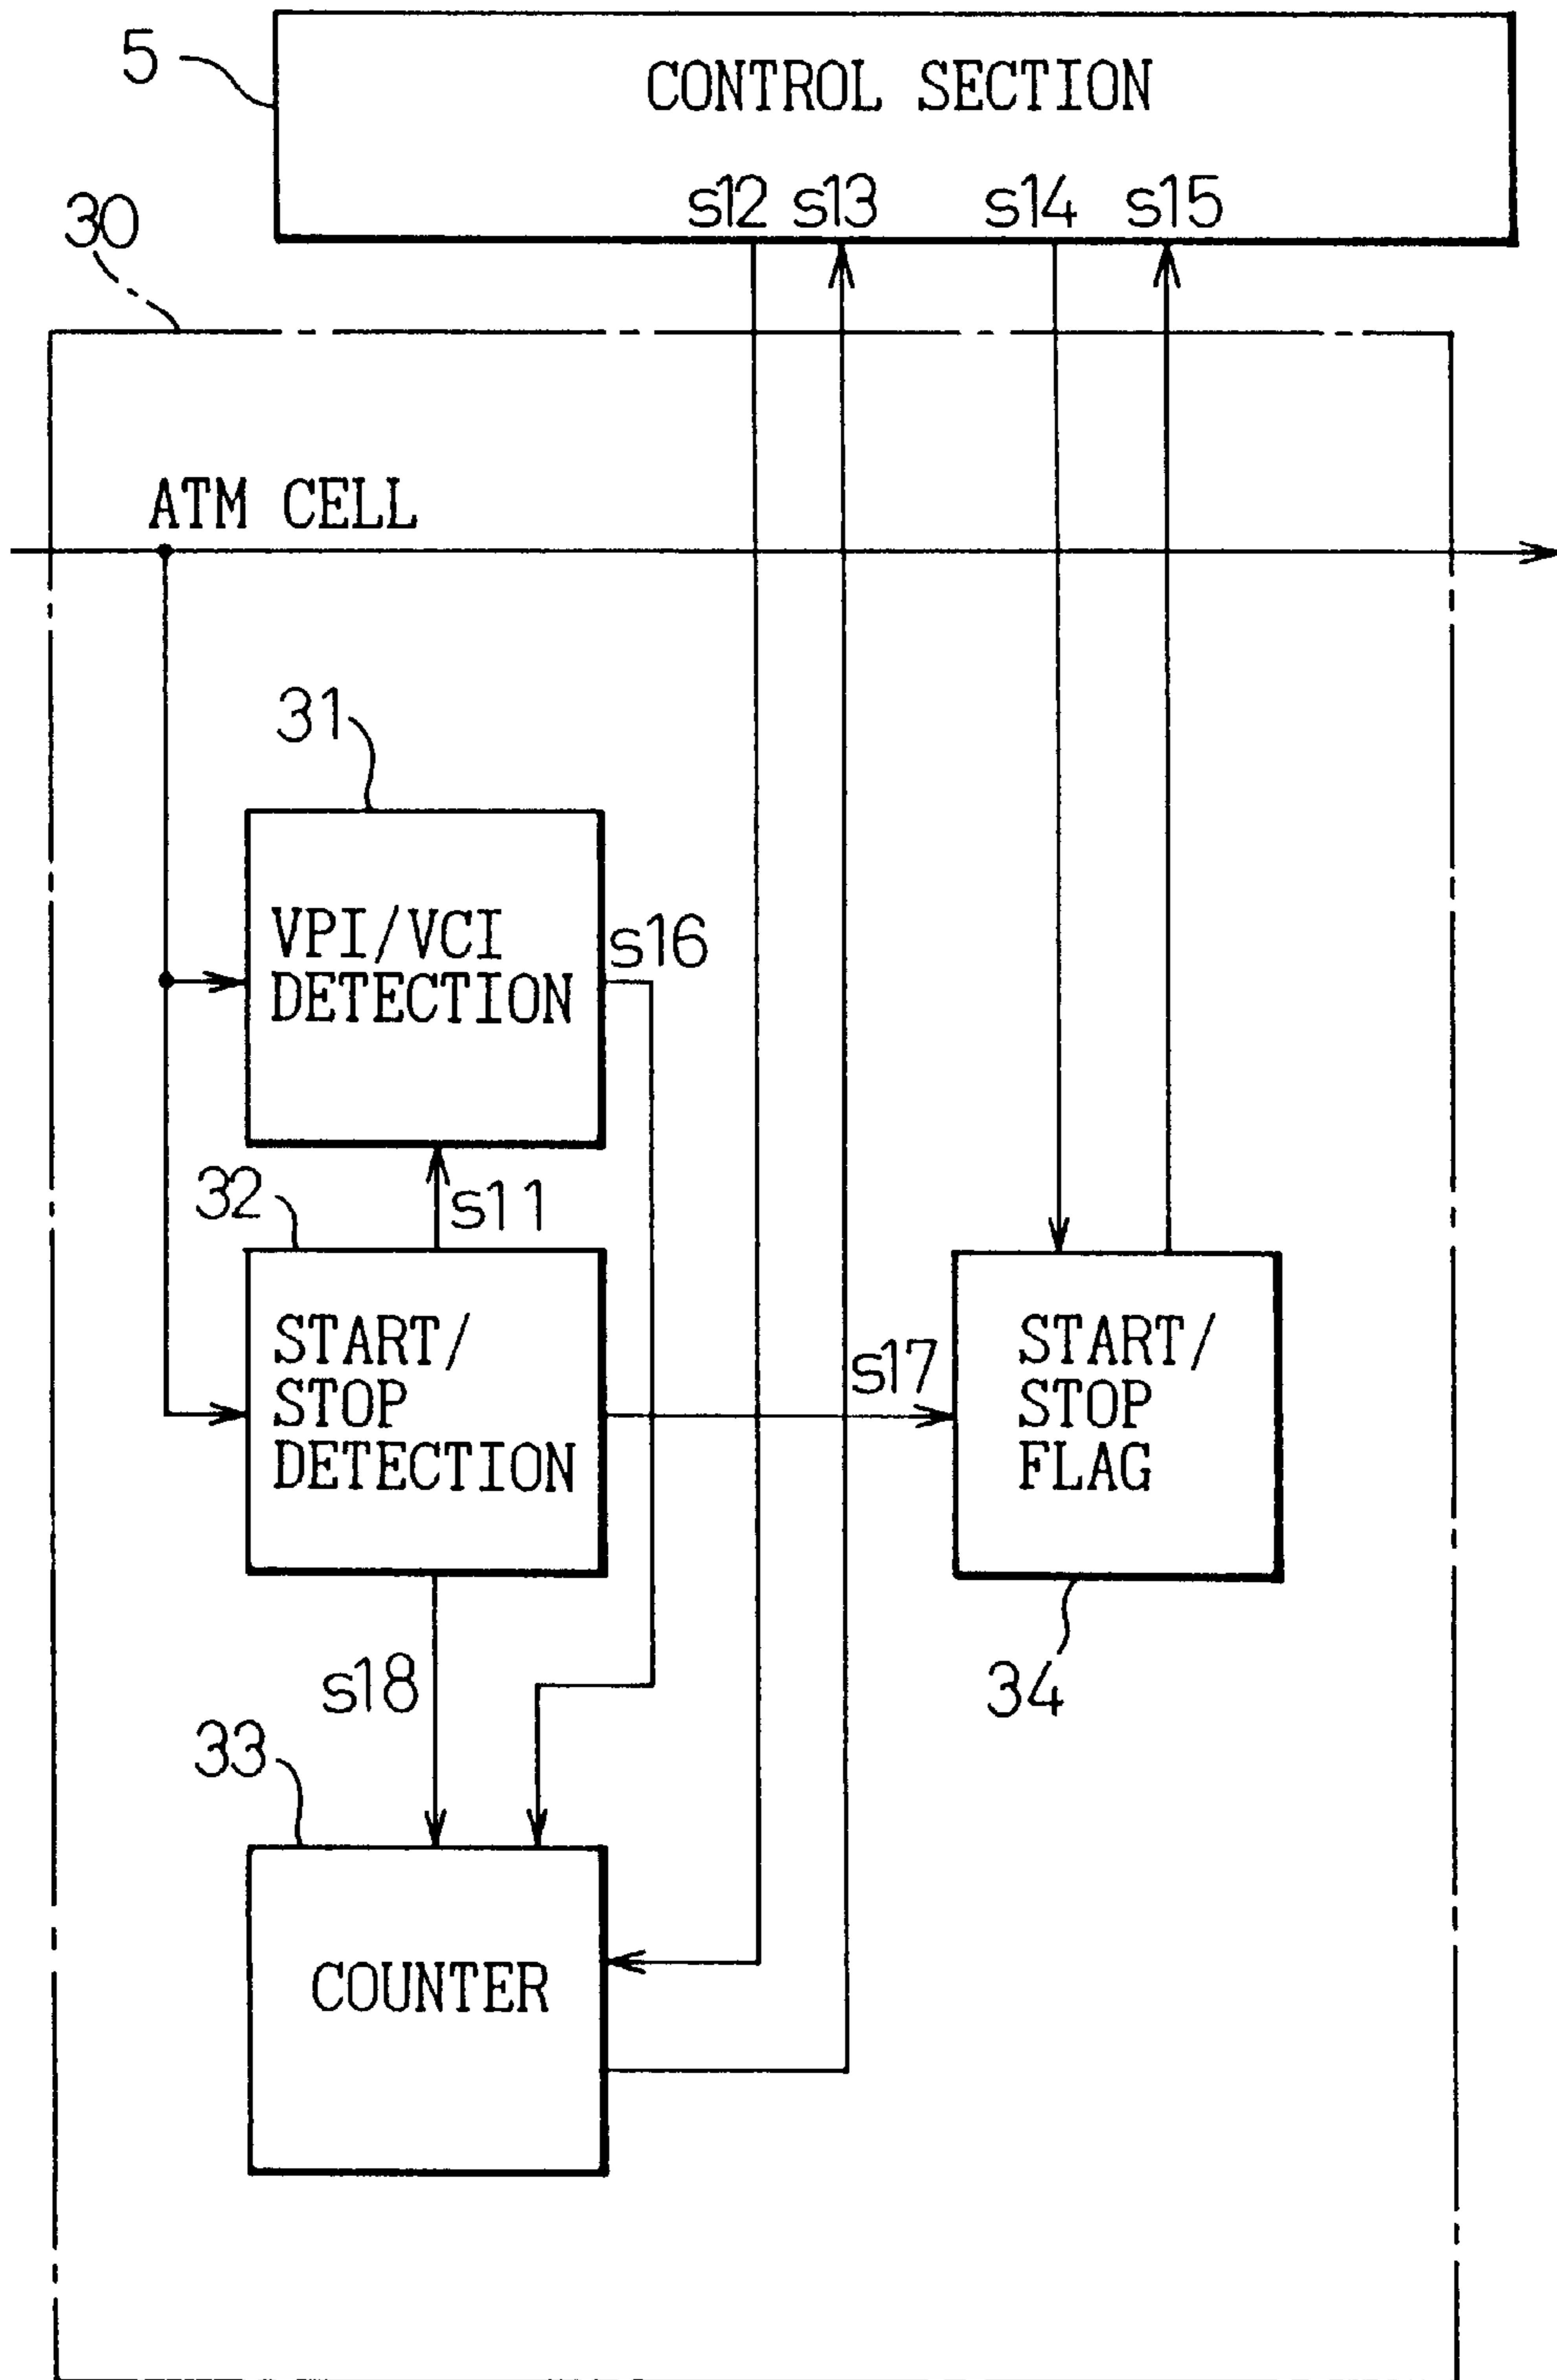 5
CONTROL SECTION
s12 s13 s14 s15
30
ATM CELL
31
VPI/VCI
DETECTION
s16
32
s11
START/
STOP
DETECTION
s17
START/
STOP
FLAG
s18
34
33
COUNTER